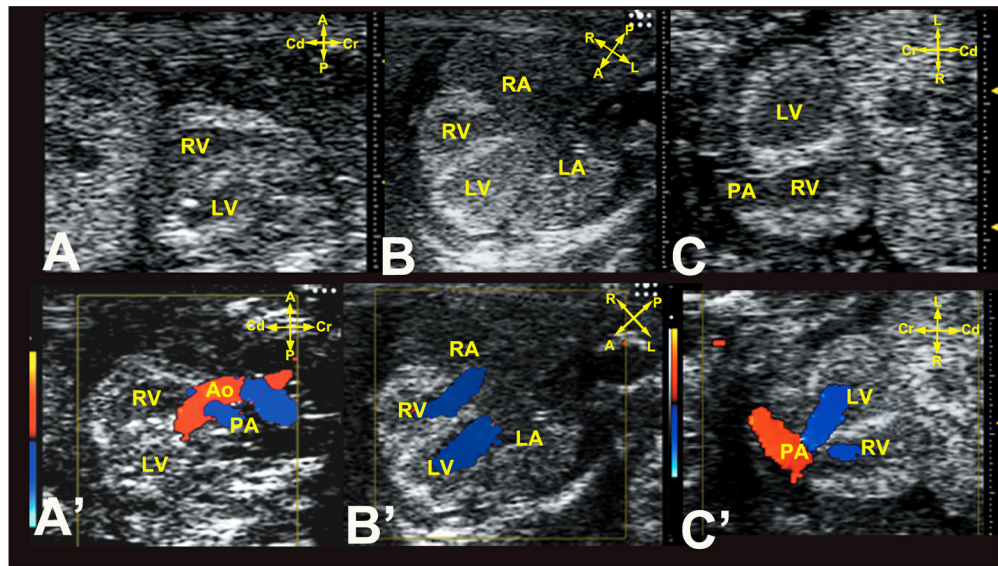 A
Cd Cr
P
RV
LV
A
R P
A L
RA
RV
LV LA
B
L
Cr Cd
R
LV
PA RV
C
A
Cd Cr
P
RV Ao
PA
LV
A’
R P
A L
RA
RV
LV LA
B’
L
Cr Cd
R
LV
PA RV
C’